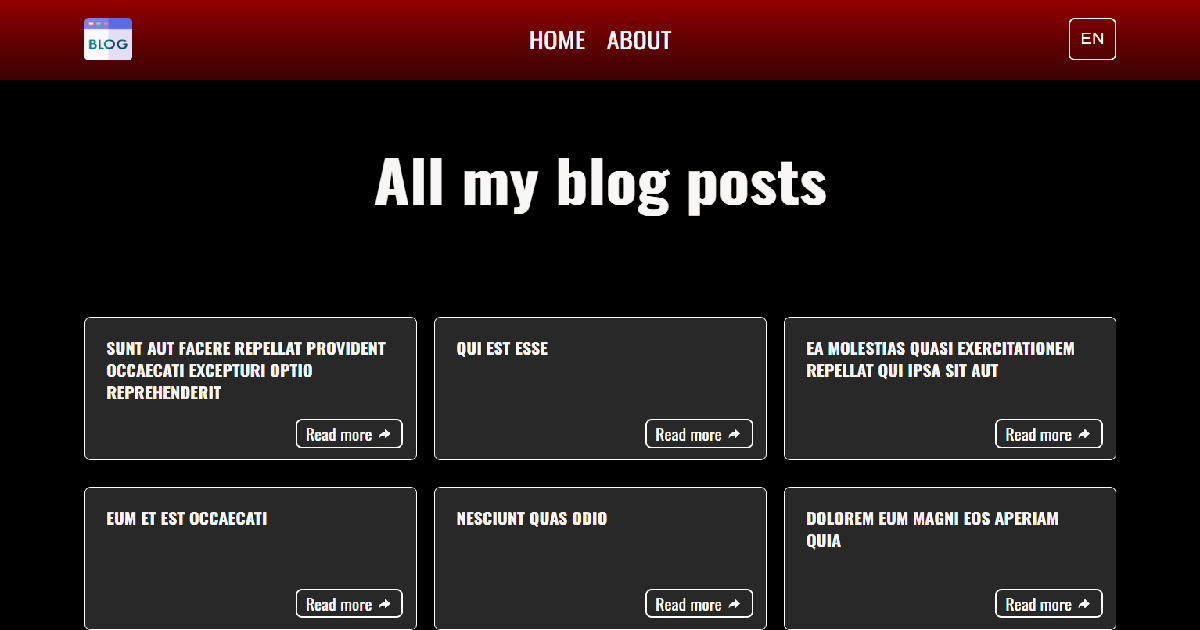 BLOG
HOME ABOUT
EN
All my blog posts
SUNT AUT FACERE REPELLAT PROVIDENT
OCCAECATI EXCEPTURI OPTIO
REPREHENDERIT
Read more
QUI EST ESSE
Read more
EA MOLESTIAS QUASI EXERCITATIONEM
REPELLAT QUI IPSA SIT AUT
Read more
EUM ET EST OCCAECATI
Read more
NESCIUNT QUAS ODIO
Read more
DOLOREM EUM MAGNI EOS APERIAM
QUIA
Read more